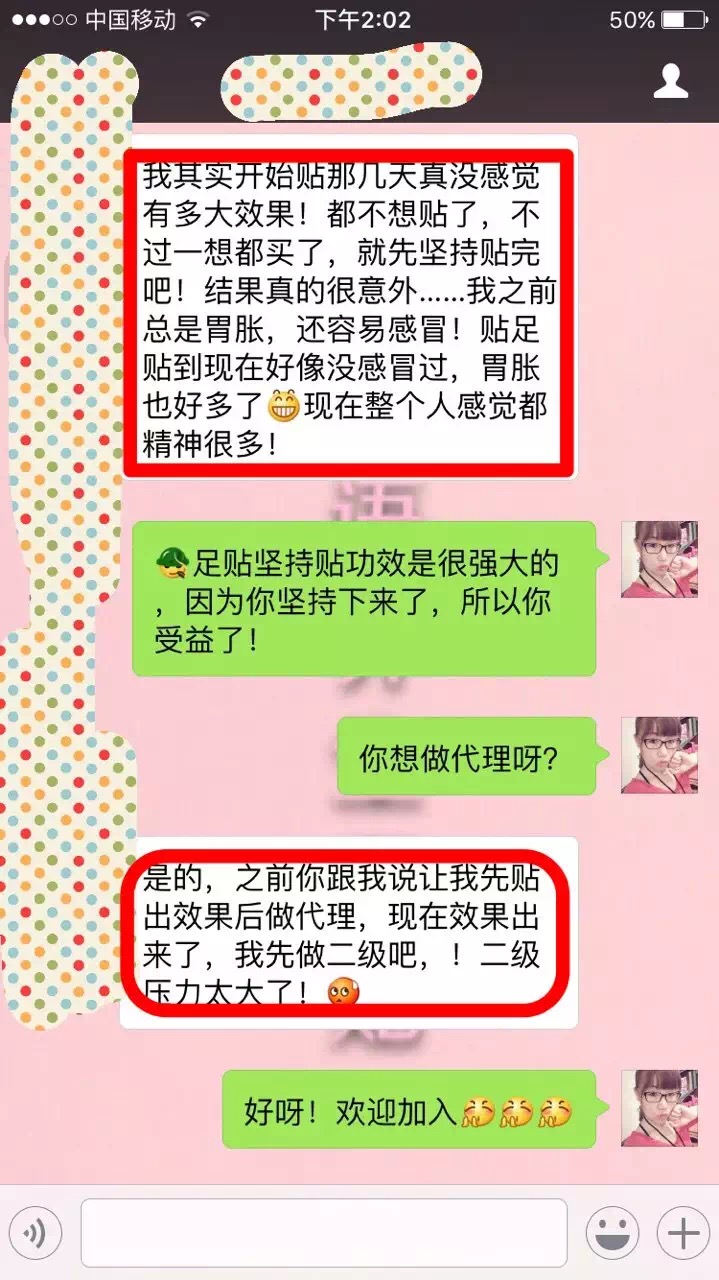 中国移动
下午2:02
50%
我其实开始贴那几天真没感觉
有多大效果！都不想贴了，不
过一想都买了，就先坚持贴完
吧！结果真的很意外……我之前
总是胃胀，还容易感冒！贴足
贴到现在好像没感冒过，胃胀
也好多了😁现在整个人感觉都
精神很多！
足贴坚持贴功效是很强大的
，因为你坚持下来了，所以你
受益了！
你想做代理呀？
是的，之前你跟我说让我先贴
出效果后做代理，现在效果出
来了，我先做二级吧，！二级
压力太大了！
好呀！欢迎加入